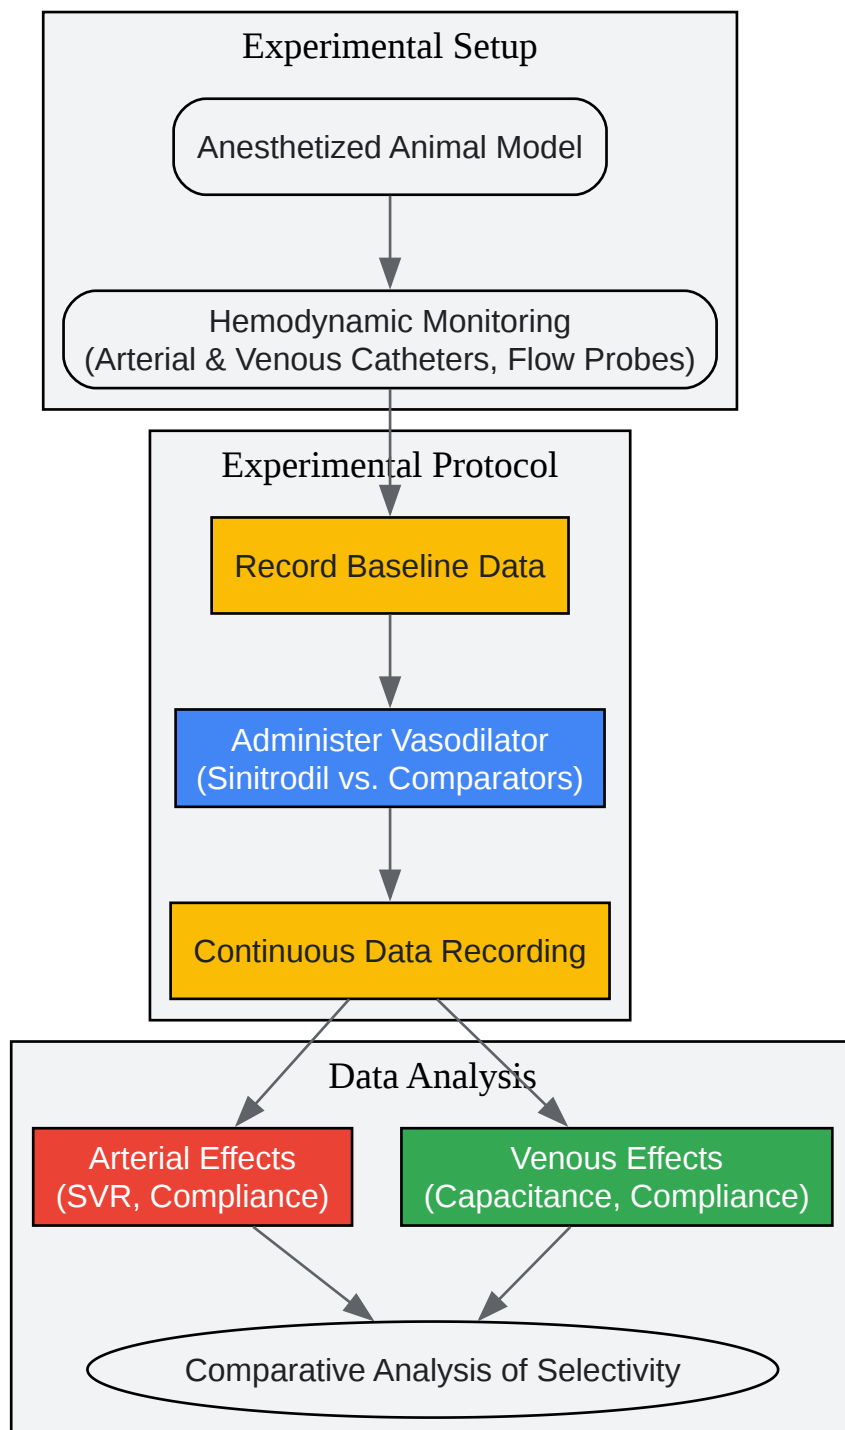 Experimental Setup
Anesthetized Animal Model
Hemodynamic Monitoring
(Arterial & Venous Catheters, Flow Probes)
Experimental Protocol
Record Baseline Data
Administer Vasodilator
(Sinitrodil vs. Comparators)
Continuous Data Recording
Data Analysis
Arterial Effects
(SVR, Compliance)
Venous Effects
(Capacitance, Compliance)
Comparative Analysis of Selectivity